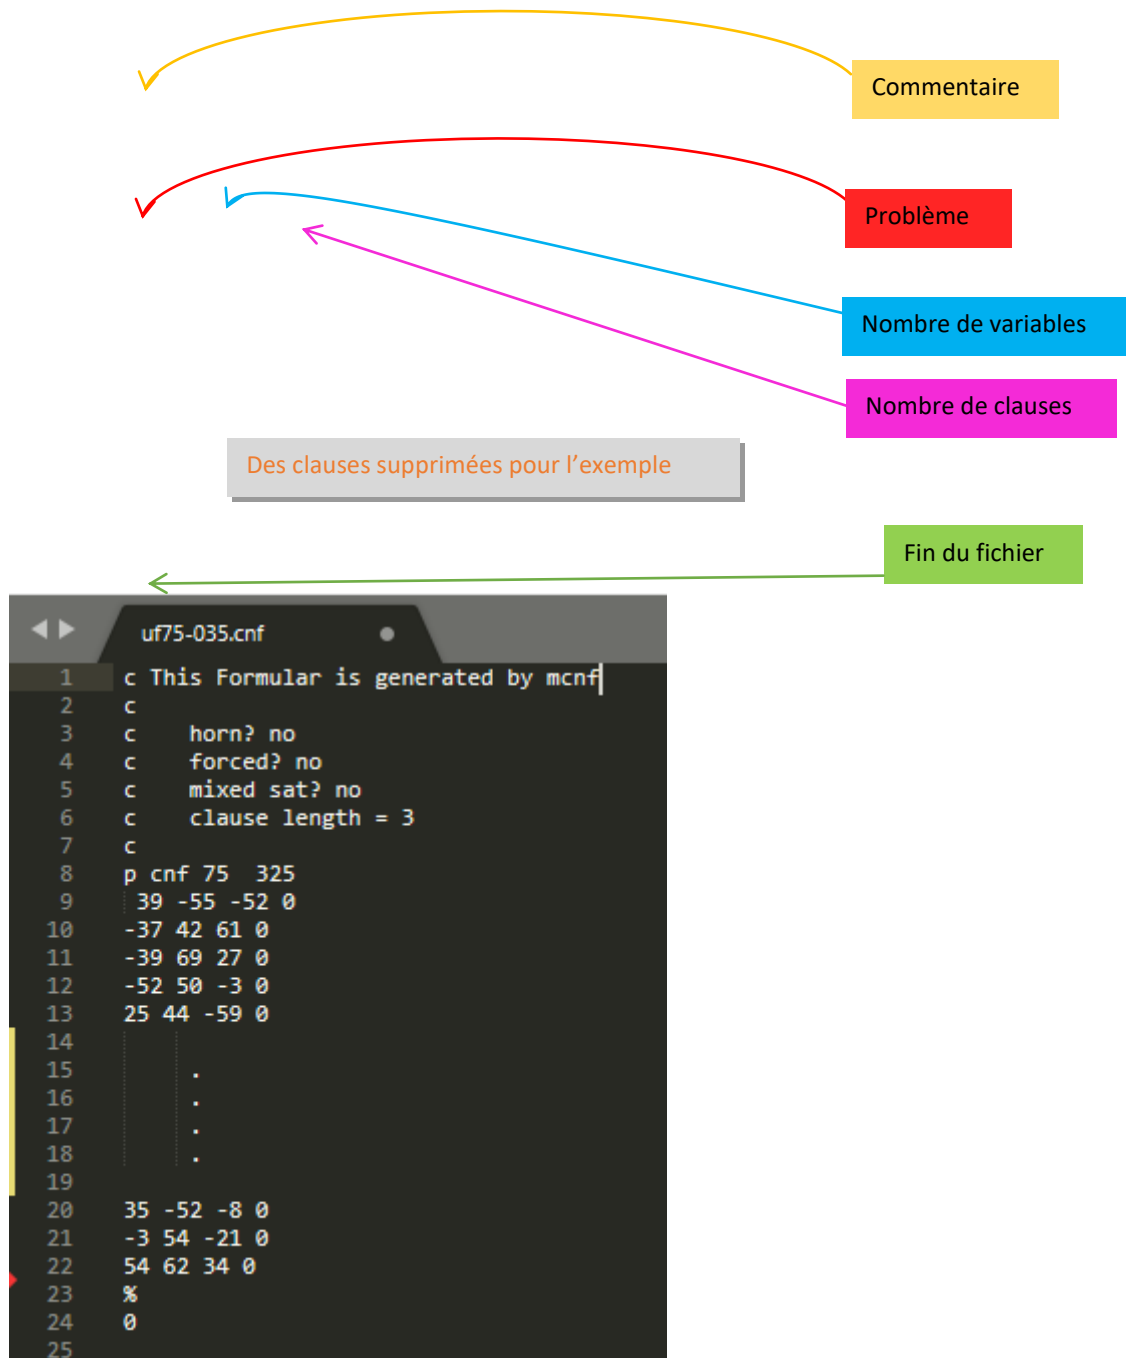 Commentaire
Problème
Nombre de variables
Nombre de clauses
Des clauses supprimées pour l’exemple
Fin du fichier
uf75-035.cnf
1 c This Formular is generated by mcnf
2 c
3 c horn? no
4 c forced? no
5 c mixed sat? no
6 c clause length = 3
7 c
8 p cnf 75 325
9 39 -55 -52 0
10 -37 42 61 0
11 -39 69 27 0
12 -52 50 -3 0
13 25 44 -59 0
14
15 .
16 .
17 .
18 .
19
20 35 -52 -8 0
21 -3 54 -21 0
22 54 62 34 0
23 %
24 0
25